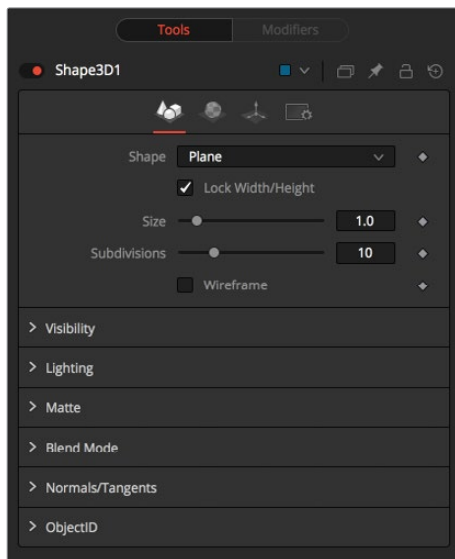 Tools Modifiers
Shape3D1
Shape Plane
Lock Width/Height
Size 1.0
Subdivisions 10
Wireframe
Visibility
Lighting
Matte
Blend Mode
Normals/Tangents
ObjectID